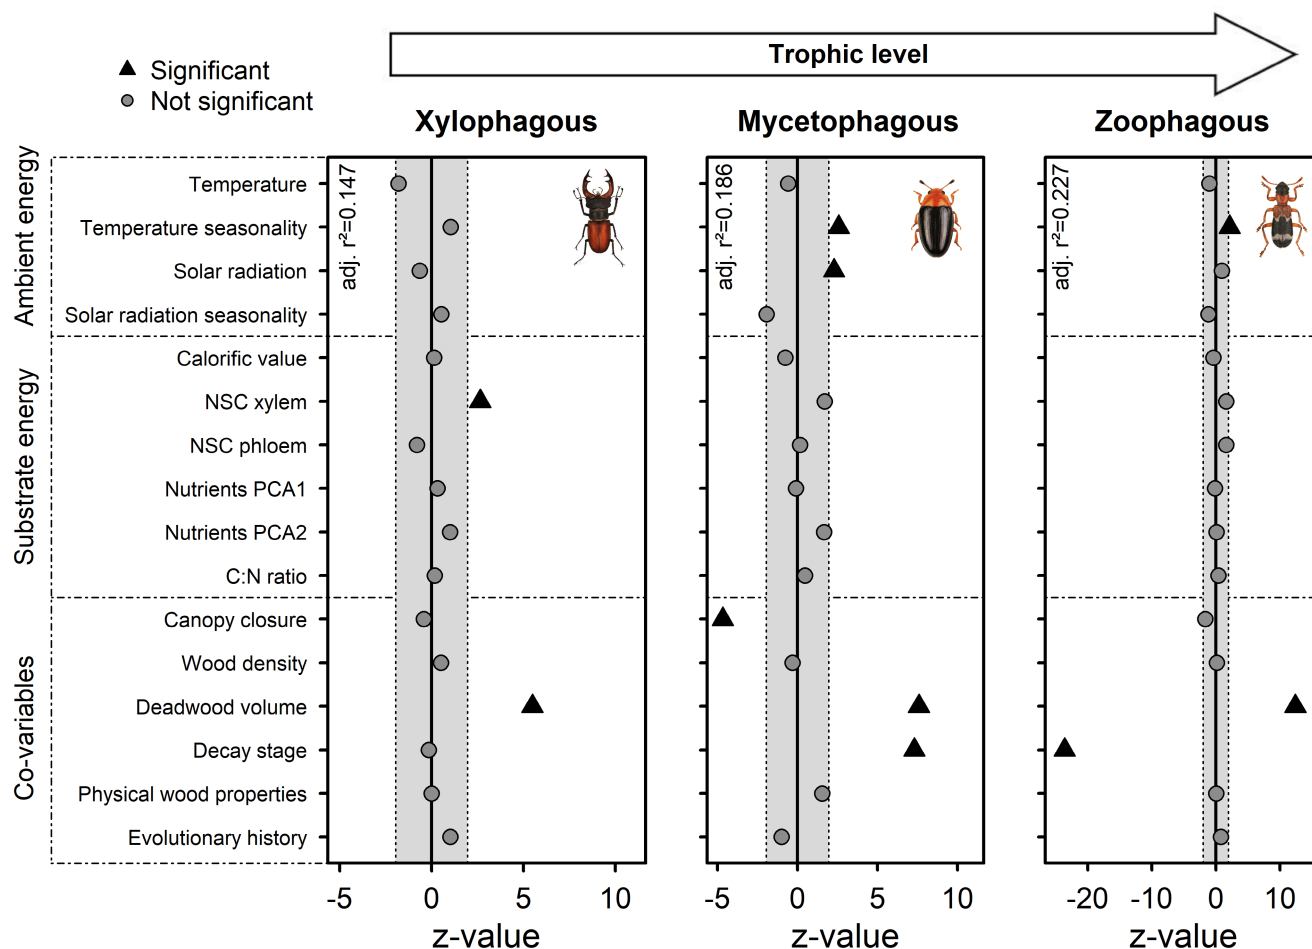 Trophic level
Significant
Not significant
Xylophagous
Mycetophagous
Zoophagous
Ambient energy
Temperature
Temperature seasonality
Solar radiation
Solar radiation seasonality
Substrate energy
Calorific value
NSC xylem
NSC phloem
Nutrients PCA1
Nutrients PCA2
C:N ratio
Co-variables
Canopy closure
Wood density
Deadwood volume
Decay stage
Physical wood properties
Evolutionary history
adj. r²=0.147
adj. r²=0.186
adj. r²=0.227
-5 0 5 10
-5 0 5 10
-20 -10 0 10
z-value
z-value
z-value